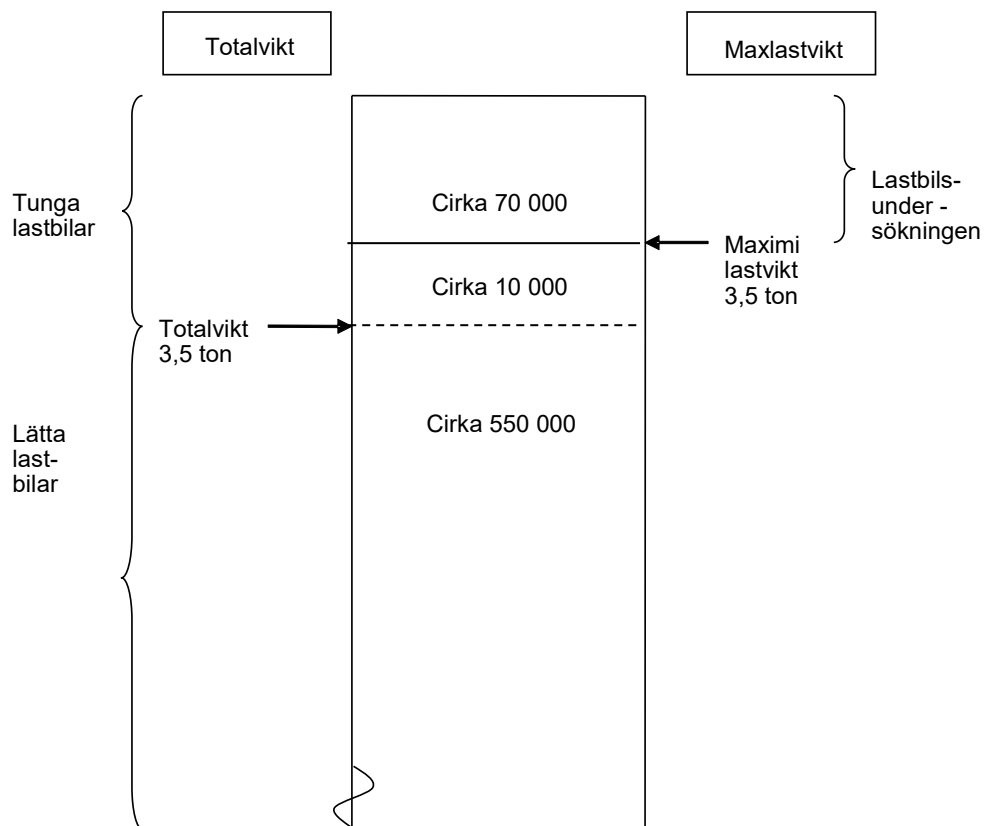 Totalvikt
Maxlastvikt
Tunga
lastbilar
Cirka 70 000
Lastbils-
under -
sökningen
Maximi
lastvikt
3,5 ton
Cirka 10 000
Totalvikt
3,5 ton
Cirka 550 000
Lätta
last-
bilar